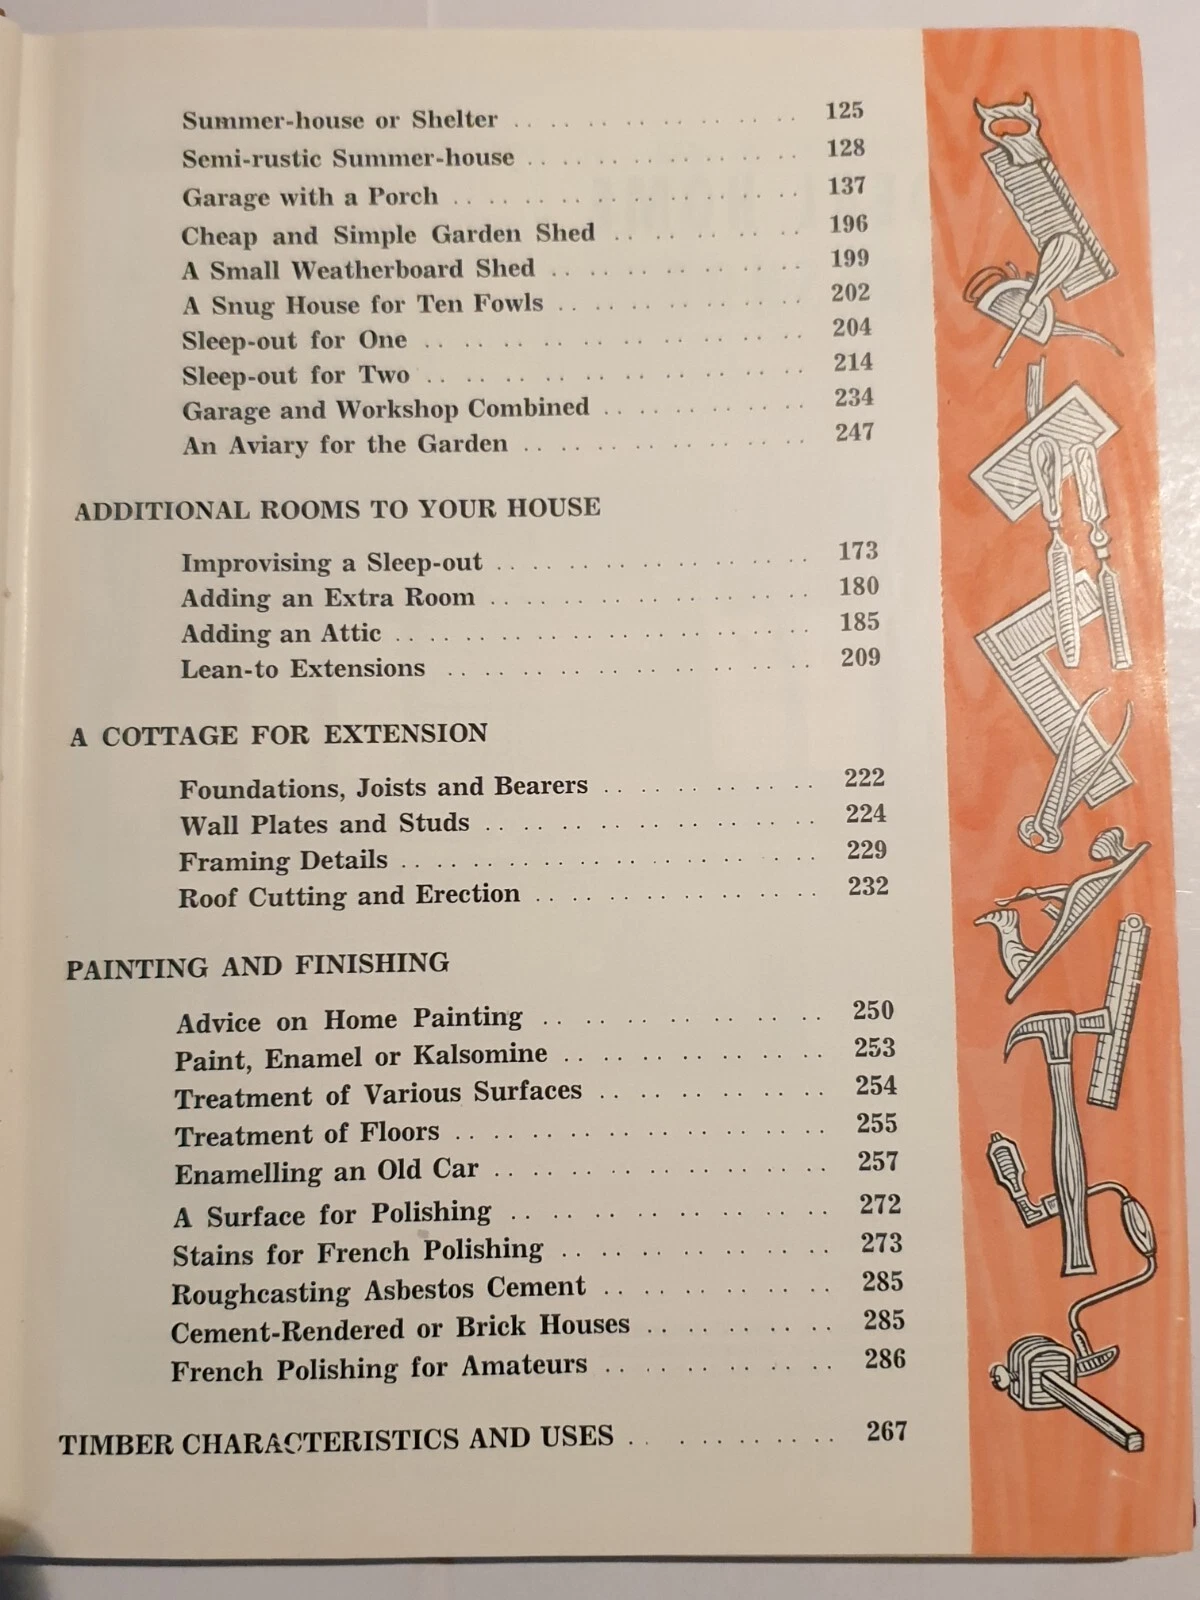 Summer-house or Shelter . . . . . . . . . . . . . 125
Semi-rustic Summer-house . . . . . . . . . . . . . 128
Garage with a Porch . . . . . . . . . . . . . . . 137
Cheap and Simple Garden Shed . . . . . . . . . 196
A Small Weatherboard Shed . . . . . . . . . . . . 199
A Snug House for Ten Fowls . . . . . . . . . . . . 202
Sleep-out for One . . . . . . . . . . . . . . . . 204
Sleep-out for Two . . . . . . . . . . . . . . . . 214
Garage and Workshop Combined . . . . . . . . . . 234
An Aviary for the Garden . . . . . . . . . . . . . 247
ADDITIONAL ROOMS TO YOUR HOUSE
Improvising a Sleep-out . . . . . . . . . . . . . . 173
Adding an Extra Room . . . . . . . . . . . . . . 180
Adding an Attic . . . . . . . . . . . . . . . . . 185
Lean-to Extensions . . . . . . . . . . . . . . . . 209
A COTTAGE FOR EXTENSION
Foundations, Joists and Bearers . . . . . . . . . . 222
Wall Plates and Studs . . . . . . . . . . . . . . 224
Framing Details . . . . . . . . . . . . . . . . . 229
Roof Cutting and Erection . . . . . . . . . . . . . 232
PAINTING AND FINISHING
Advice on Home Painting . . . . . . . . . . . . . 250
Paint, Enamel or Kalsomine . . . . . . . . . . . . 253
Treatment of Various Surfaces . . . . . . . . . . 254
Treatment of Floors . . . . . . . . . . . . . . . . 255
Enamelling an Old Car . . . . . . . . . . . . . . 257
A Surface for Polishing . . . . . . . . . . . . . . 272
Stains for French Polishing . . . . . . . . . . . . 273
Roughcasting Asbestos Cement . . . . . . . . . . 285
Cement-Rendered or Brick Houses . . . . . . . . . 285
French Polishing for Amateurs . . . . . . . . . . 286
TIMBER CHARACTERISTICS AND USES . . . . . . . . . 267